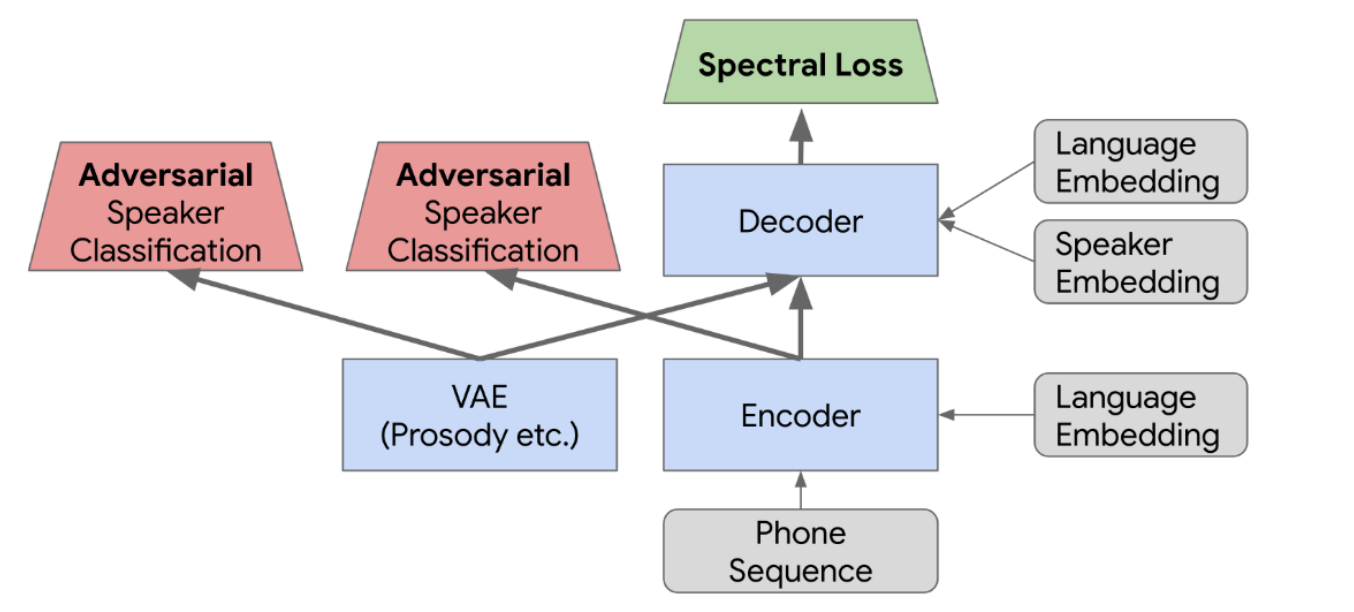 Spectral Loss
Adversarial
Speaker
Classification
Adversarial
Speaker
Classification
Decoder
Language
Embedding
Speaker
Embedding
VAE
(Prosody etc.)
Encoder
Language
Embedding
Phone
Sequence